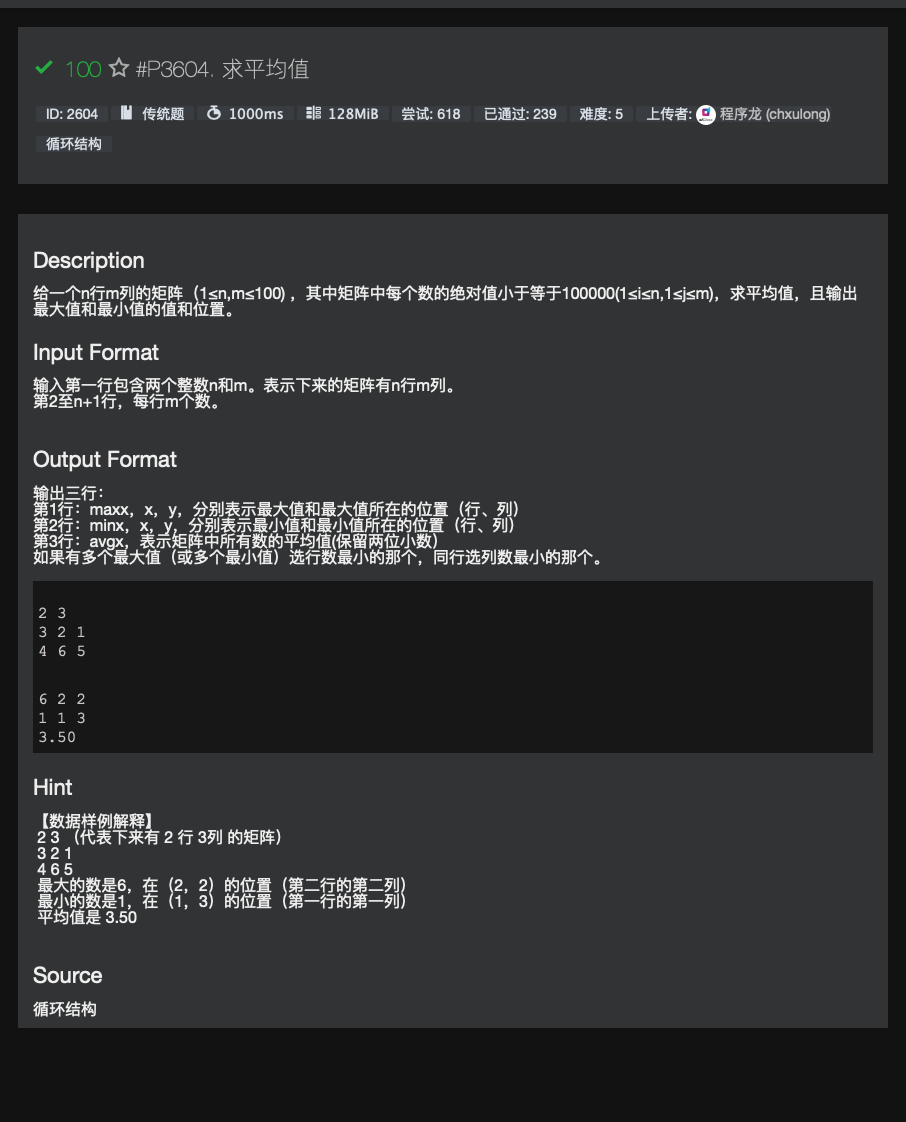 100 #P3604. 求平均值
ID: 2604 传统题 1000ms 128MiB 尝试: 618 已通过: 239 难度: 5 上传者: 程序龙 (chxulong)
循环结构
Description
给一个n行m列的矩阵（1≤n,m≤100) ，其中矩阵中每个数的绝对值小于等于100000(1≤i≤n,1≤j≤m)，求平均值，且输出
最大值和最小值的值和位置。
Input Format
输入第一行包含两个整数n和m。表示下来的矩阵有n行m列。
第2至n+1行，每行m个数。
Output Format
输出三行：
第1行：maxx，x，y，分别表示最大值和最大值所在的位置（行、列）
第2行：minx，x，y，分别表示最小值和最小值所在的位置（行、列）
第3行：avgx，表示矩阵中所有数的平均值(保留两位小数）
如果有多个最大值（或多个最小值）选行数最小的那个，同行选列数最小的那个。
2 3
3 2 1
4 6 5
6 2 2
1 1 3
3.50
Hint
【数据样例解释】
2 3 （代表下来有 2 行 3列 的矩阵）
3 2 1
4 6 5
最大的数是6，在（2，2）的位置（第二行的第二列）
最小的数是1，在（1，3）的位置（第一行的第一列）
平均值是 3.50
Source
循环结构